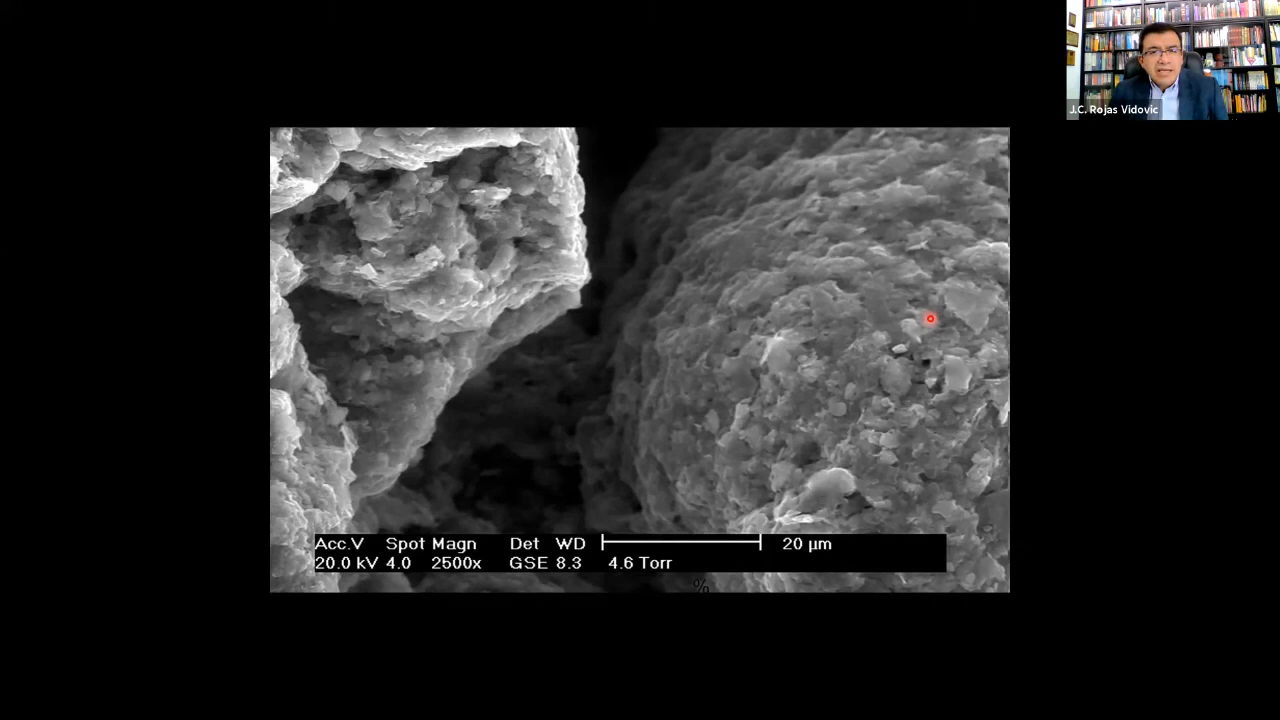 J.C. Rojas Vidovic
Acc.V Spot Magn Det WD 20 µm
20.0 kV 4.0 2500x GSE 8.3 4.6 Torr
%